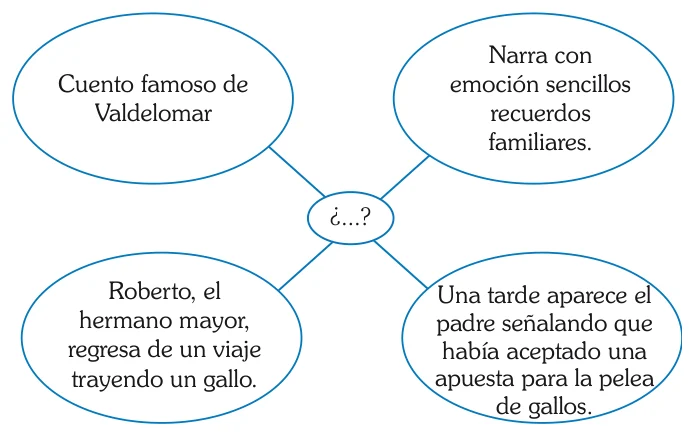 Cuento famoso de
Valdelomar
Narra con
emoción sencillos
recuerdos
familiares.
¿...?
Roberto, el
hermano mayor,
regresa de un viaje
trayendo un gallo.
Una tarde aparece el
padre señalando que
había aceptado una
apuesta para la pelea
de gallos.